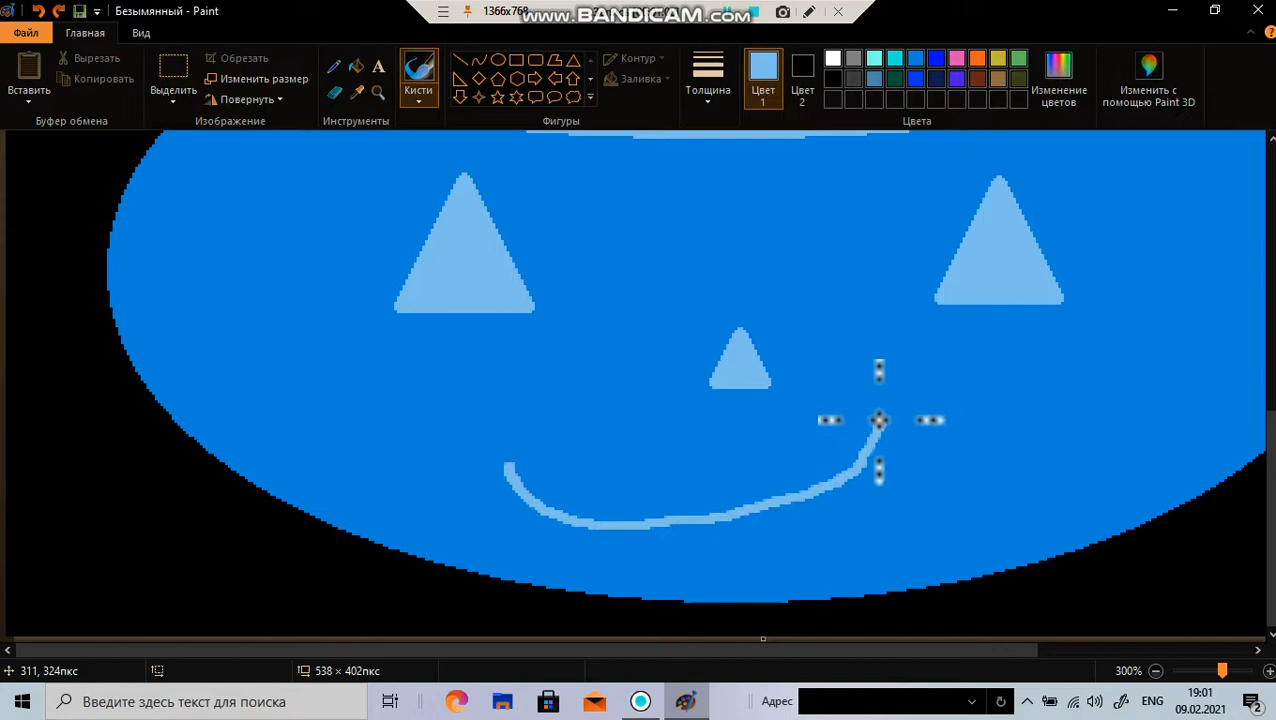 Безымянный - Paint
1366x768
www.BANDICAM.com
Файл
Главная
Вид
Вставить
Вырезать
Копировать
Буфер обмена
Выделить
Обрезать
Изменить размер
Повернуть
Изображение
A
Инструменты
Кисти
Контур
Заливка
Фигуры
Толщина
Цвет
1
Цвет
2
Изменение
цветов
Цвета
Изменить с
помощью Paint 3D
311, 324пкс
538 × 402пкс
300%
Введите здесь текст для поиска
Адрес
ENG
19:01
09.02.2021
2